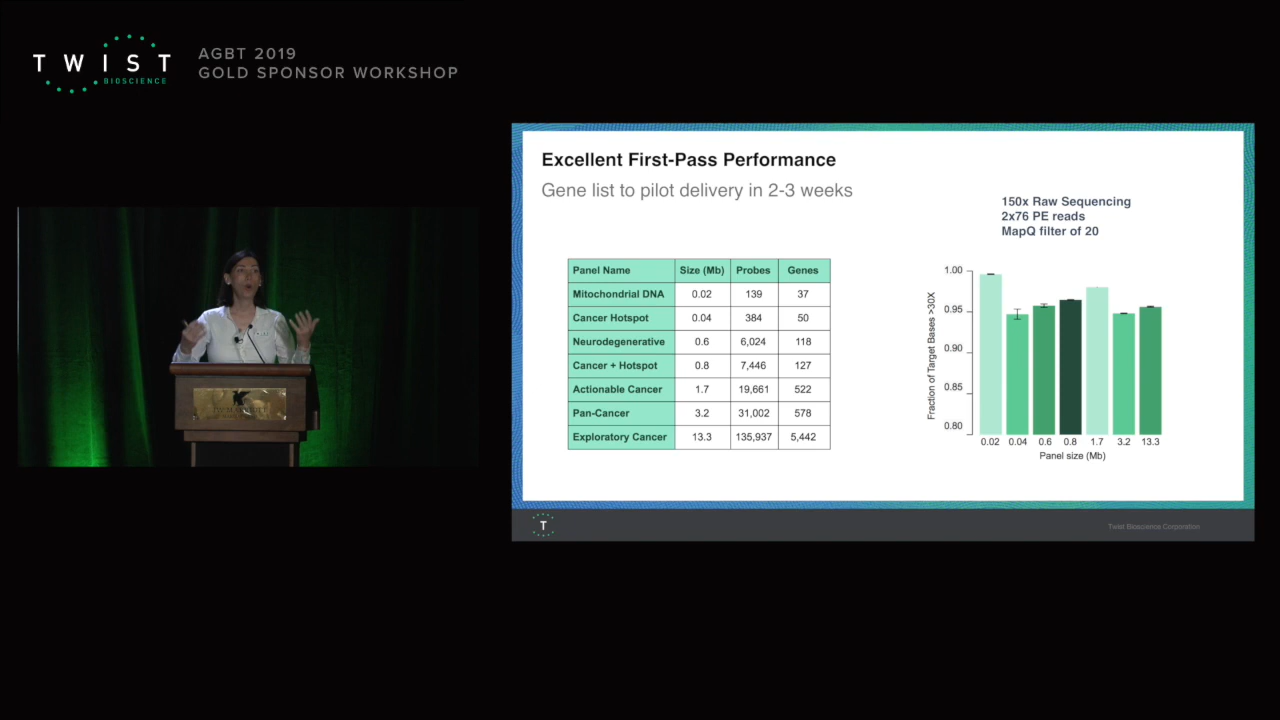 TWIST
BIOSCIENCE
AGBT 2019
GOLD SPONSOR WORKSHOP
Excellent First-Pass Performance
Gene list to pilot delivery in 2-3 weeks
150x Raw Sequencing
2x76 PE reads
MapQ filter of 20
Panel Name Size (Mb) Probes Genes
Mitochondrial DNA 0.02 139 37
Cancer Hotspot 0.04 384 50
Neurodegenerative 0.6 6,024 118
Cancer + Hotspot 0.8 7,446 127
Actionable Cancer 1.7 19,661 522
Pan-Cancer 3.2 31,002 578
Exploratory Cancer 13.3 135,937 5,442
Fraction of Target Bases >30X
1.00
0.95
0.90
0.85
0.80
0.02 0.04 0.6 0.8 1.7 3.2 13.3
Panel size (Mb)
T
Twist Bioscience Corporation